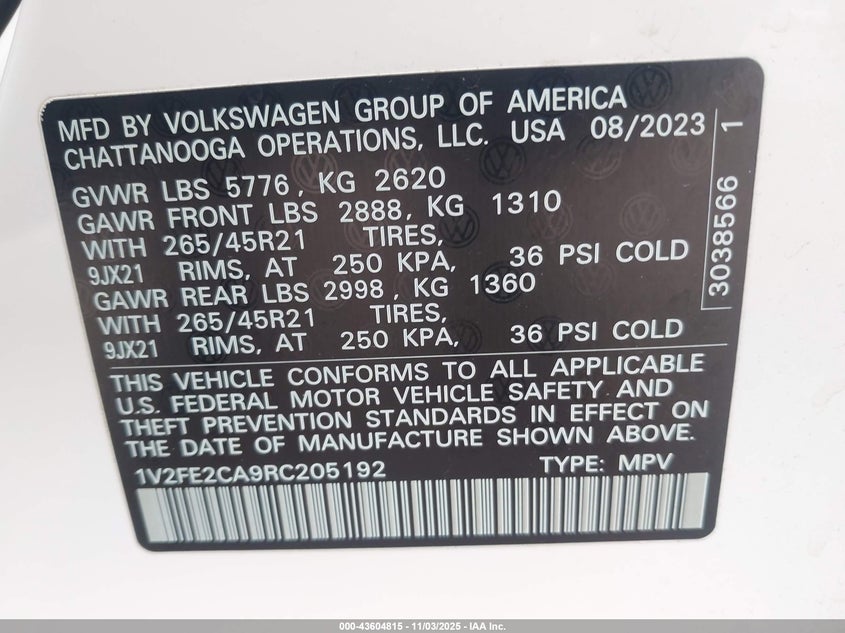 MFD BY VOLKSWAGEN GROUP OF AMERICA
CHATTANOOGA OPERATIONS, LLC. USA 08/2023
GVWR LBS 5776, KG 2620
GAWR FRONT LBS 2888, KG 1310
WITH 265/45R21 TIRES,
9JX21 RIMS, AT 250 KPA, 36 PSI COLD
GAWR REAR LBS 2998, KG 1360
WITH 265/45R21 TIRES,
9JX21 RIMS, AT 250 KPA, 36 PSI COLD
3038566 1
THIS VEHICLE CONFORMS TO ALL APPLICABLE
U.S. FEDERAL MOTOR VEHICLE SAFETY AND
THEFT PREVENTION STANDARDS IN EFFECT ON
THE DATE OF MANUFACTURE SHOWN ABOVE.
1V2FE2CA9RC205192 TYPE: MPV
000-43604815 - 11/03/2025 - IAA Inc.